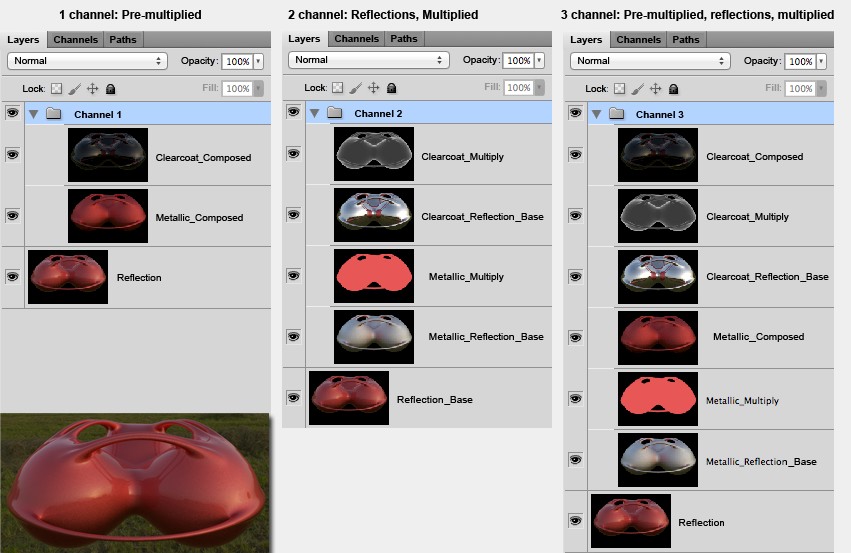 1 channel: Pre-multiplied
Layers Channels Paths
Normal Opacity: 100%
Lock: Fill: 100%
Channel 1
Clearcoat_Composed
Metallic_Composed
Reflection
2 channel: Reflections, Multiplied
Layers Channels Paths
Normal Opacity: 100%
Lock: Fill: 100%
Channel 2
Clearcoat_Multiply
Clearcoat_Reflection_Base
Metallic_Multiply
Metallic_Reflection_Base
Reflection_Base
3 channel: Pre-multiplied, reflections, multiplied
Layers Channels Paths
Normal Opacity: 100%
Lock: Fill: 100%
Channel 3
Clearcoat_Composed
Clearcoat_Multiply
Clearcoat_Reflection_Base
Metallic_Composed
Metallic_Multiply
Metallic_Reflection_Base
Reflection